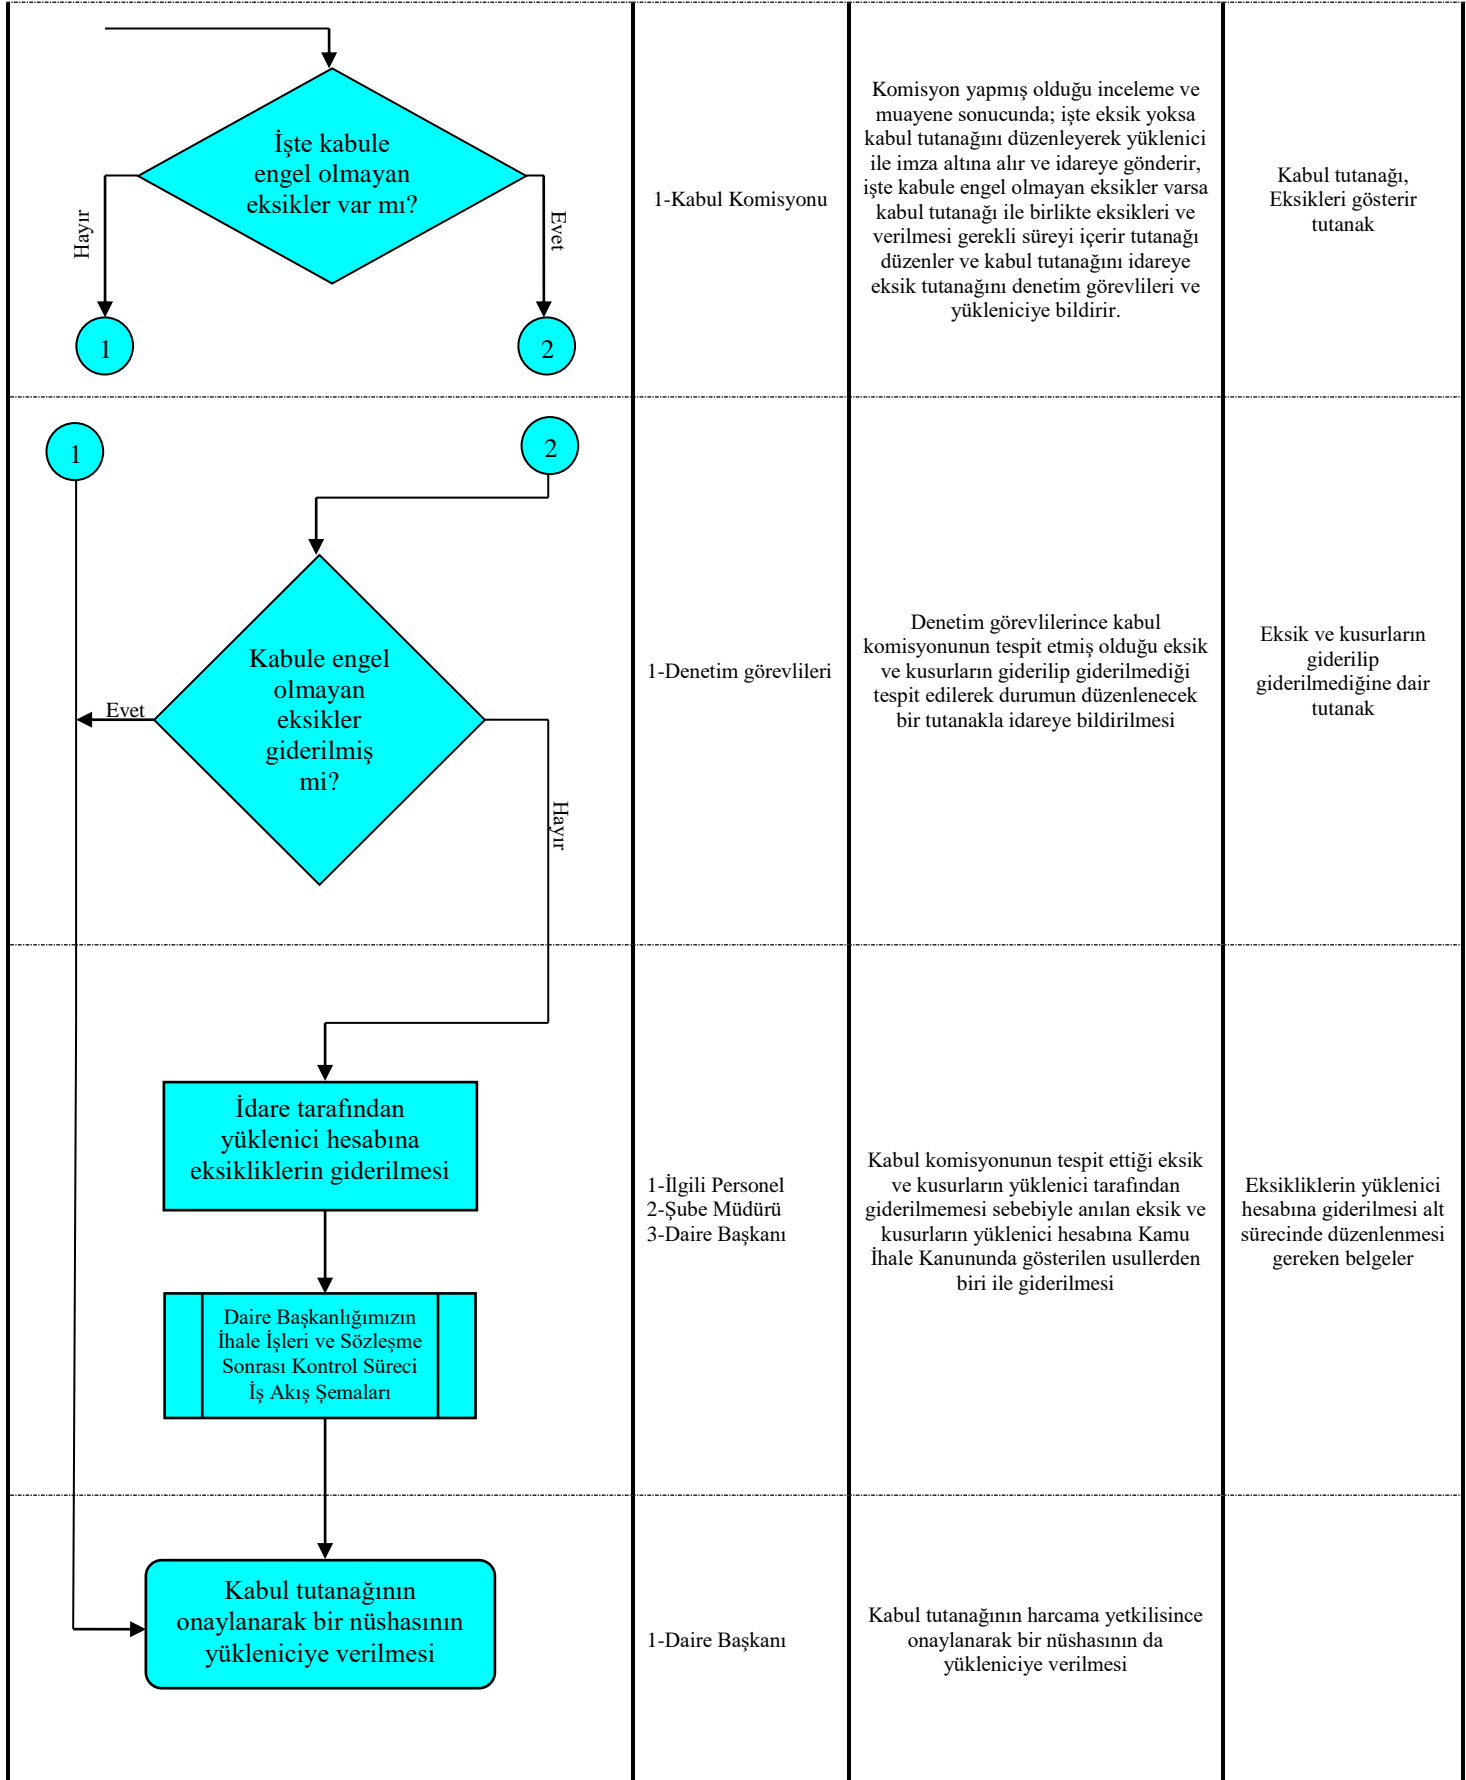 İşte kabule
engel olmayan
eksikler var mı?
Hayır
Evet
1
2
1-Kabul Komisyonu
Komisyon yapmış olduğu inceleme ve
muayene sonucunda; işte eksik yoksa
kabul tutanağını düzenleyerek yüklenici
ile imza altına alır ve idareye gönderir,
işte kabule engel olmayan eksikler varsa
kabul tutanağı ile birlikte eksikleri ve
verilmesi gerekli süreyi içerir tutanağı
düzenler ve kabul tutanağını idareye
eksik tutanağını denetim görevlileri ve
yükleniciye bildirir.
Kabul tutanağı,
Eksikleri gösterir
tutanak
1
2
Kabule engel
olmayan
eksikler
giderilmiş
mi?
Evet
Hayır
1-Denetim görevlileri
Denetim görevlilerince kabul
komisyonunun tespit etmiş olduğu eksik
ve kusurların giderilip giderilmediği
tespit edilerek durumun düzenlenecek
bir tutanakla idareye bildirilmesi
Eksik ve kusurların
giderilip
giderilmediğine dair
tutanak
İdare tarafından
yüklenici hesabına
eksikliklerin giderilmesi
Daire Başkanlığımızın
İhale İşleri ve Sözleşme
Sonrası Kontrol Süreci
İş Akış Şemaları
1-İlgili Personel
2-Şube Müdürü
3-Daire Başkanı
Kabul komisyonunun tespit ettiği eksik
ve kusurların yüklenici tarafından
giderilmemesi sebebiyle anılan eksik ve
kusurların yüklenici hesabına Kamu
İhale Kanununda gösterilen usullerden
biri ile giderilmesi
Eksikliklerin yüklenici
hesabına giderilmesi alt
sürecinde düzenlenmesi
gereken belgeler
Kabul tutanağının
onaylanarak bir nüshasının
yükleniciye verilmesi
1-Daire Başkanı
Kabul tutanağının harcama yetkilisince
onaylanarak bir nüshasının da
yükleniciye verilmesi